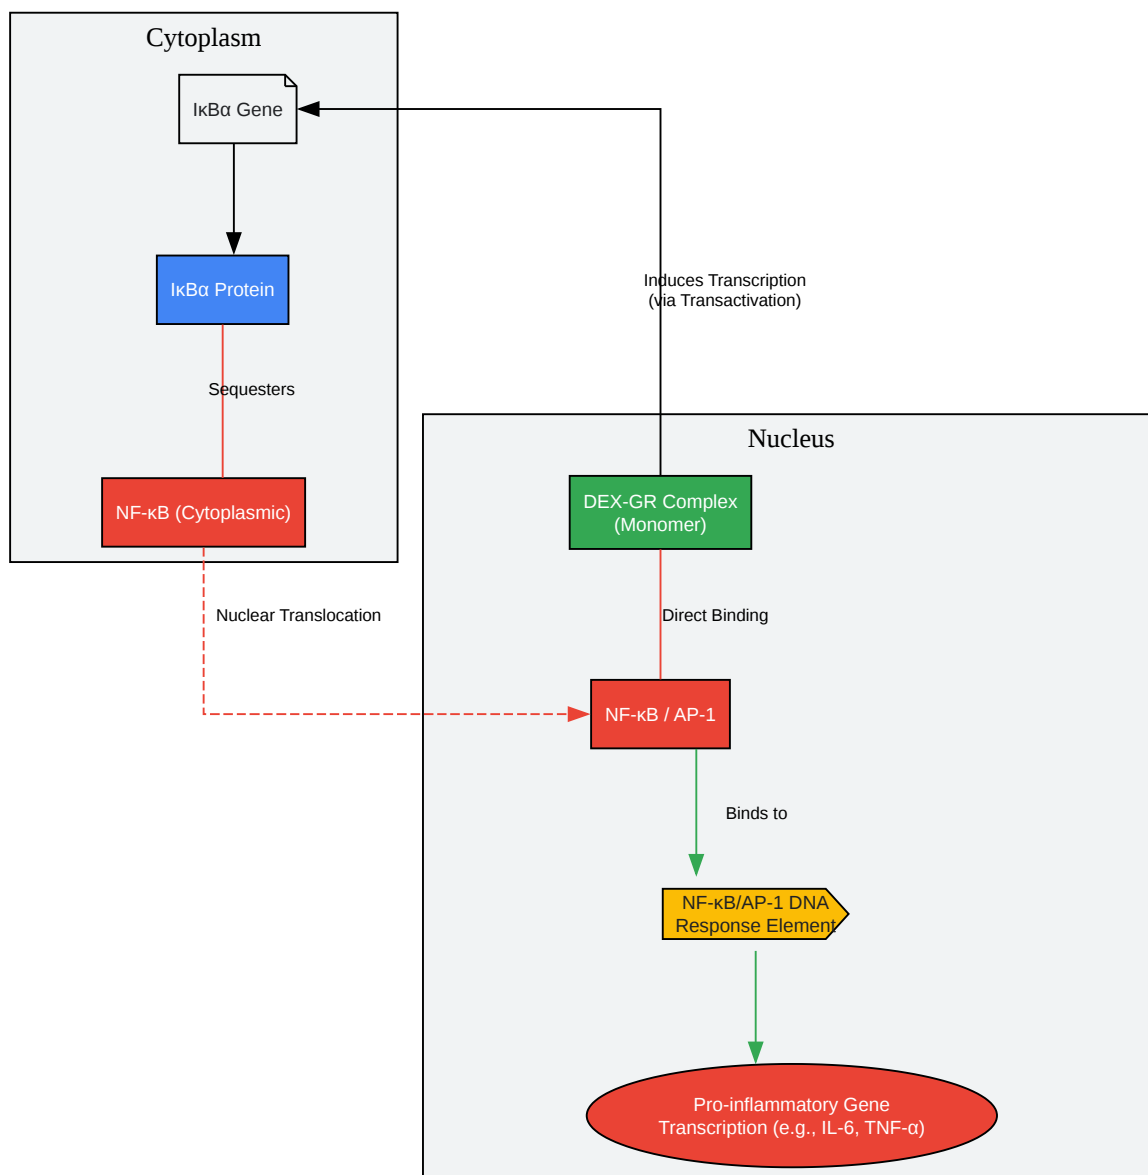 Cytoplasm
IκBα Gene
IκBα Protein
Induces Transcription
(via Transactivation)
Sequesters
Nucleus
NF-κB (Cytoplasmic)
DEX-GR Complex
(Monomer)
Nuclear Translocation
Direct Binding
NF-κB / AP-1
Binds to
NF-κB/AP-1 DNA
Response Element
Pro-inflammatory Gene
Transcription (e.g., IL-6, TNF-α)